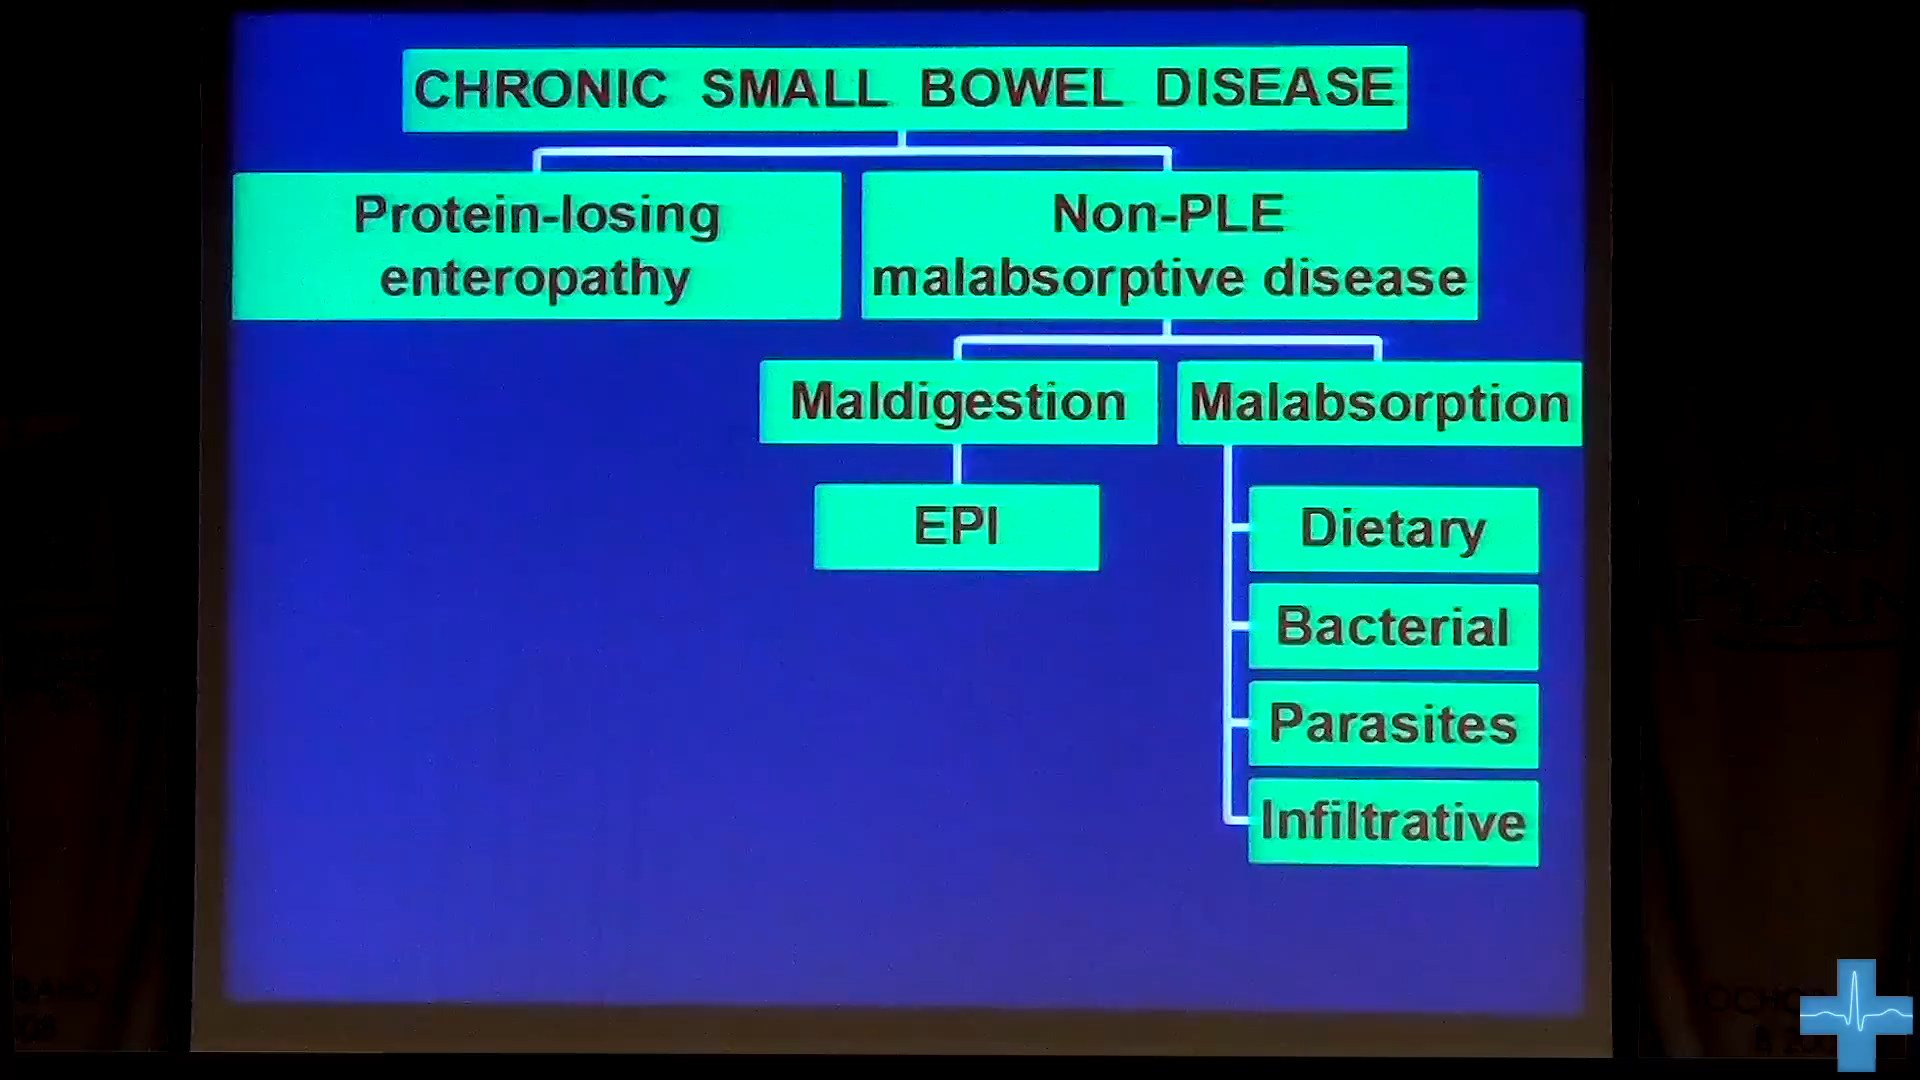 CHRONIC SMALL BOWEL DISEASE
Protein-losing
enteropathy
Non-PLE
malabsorptive disease
Maldigestion
Malabsorption
EPI
Dietary
Bacterial
Parasites
Infiltrative